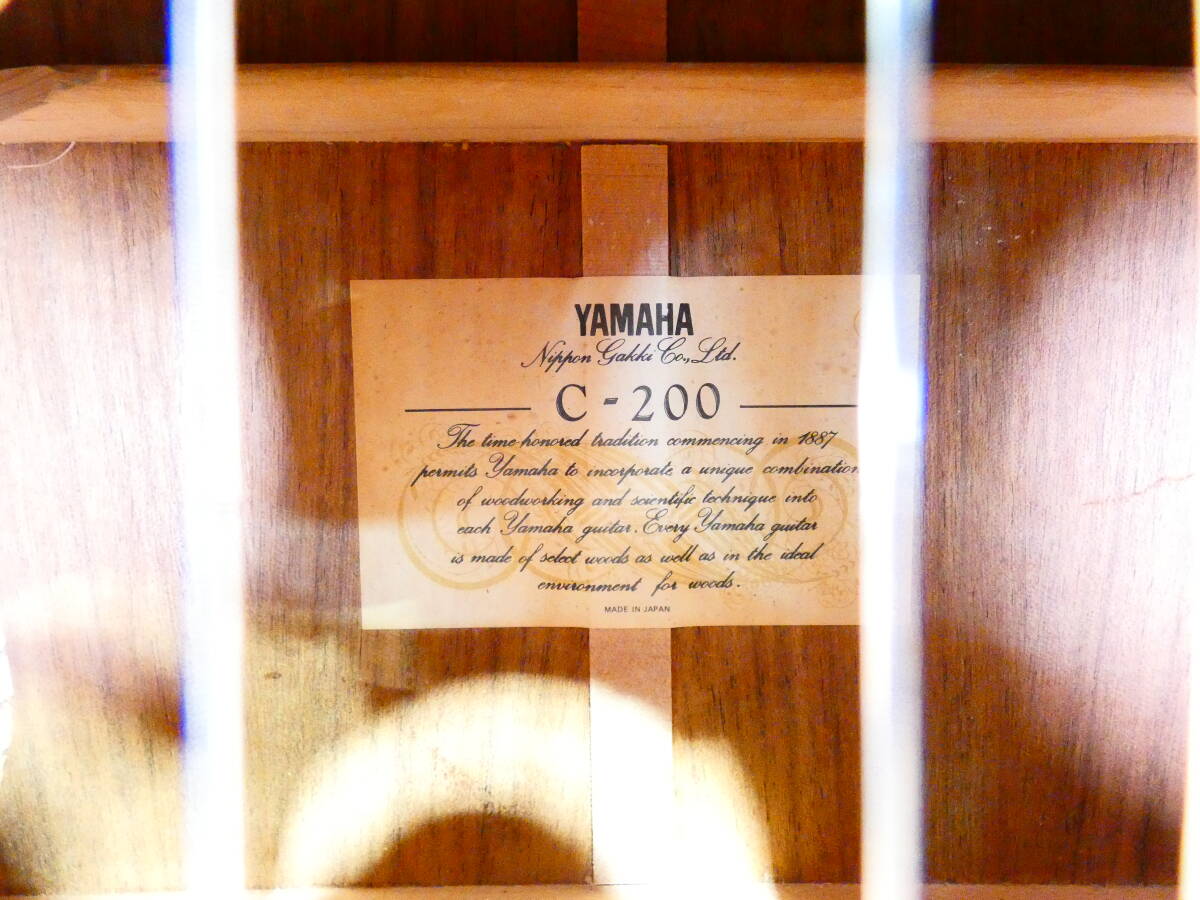 YAMAHA
Nippon Gakki Co., Ltd.
C-200
The time-honored tradition commencing in 1887
permits Yamaha to incorporate a unique combination
of woodworking and scientific technique into
each Yamaha guitar. Every Yamaha guitar
is made of select woods as well as in the ideal
environment for woods.
MADE IN JAPAN